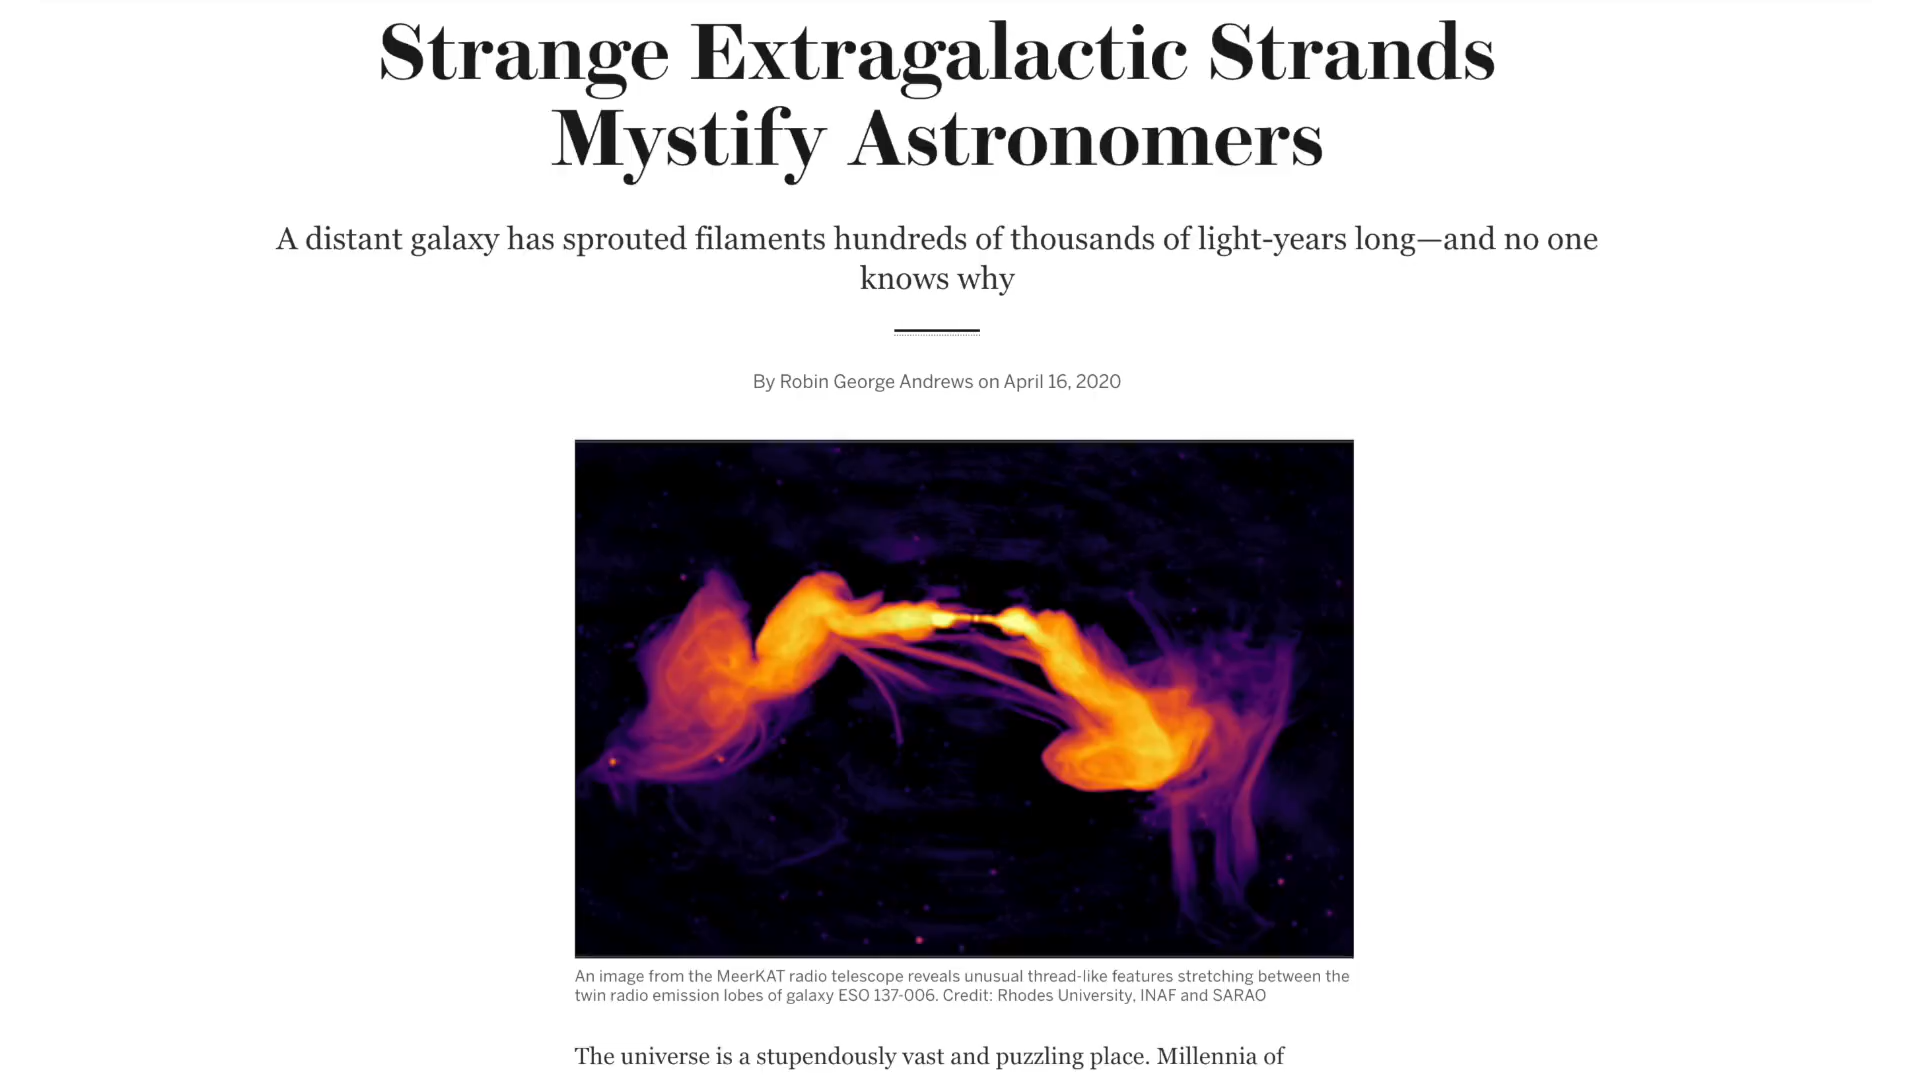 Strange Extragalactic Strands
Mystify Astronomers
A distant galaxy has sprouted filaments hundreds of thousands of light-years long—and no one
knows why
By Robin George Andrews on April 16, 2020
An image from the MeerKAT radio telescope reveals unusual thread-like features stretching between the
twin radio emission lobes of galaxy ESO 137-006. Credit: Rhodes University, INAF and SARAO
The universe is a stupendously vast and puzzling place. Millennia of